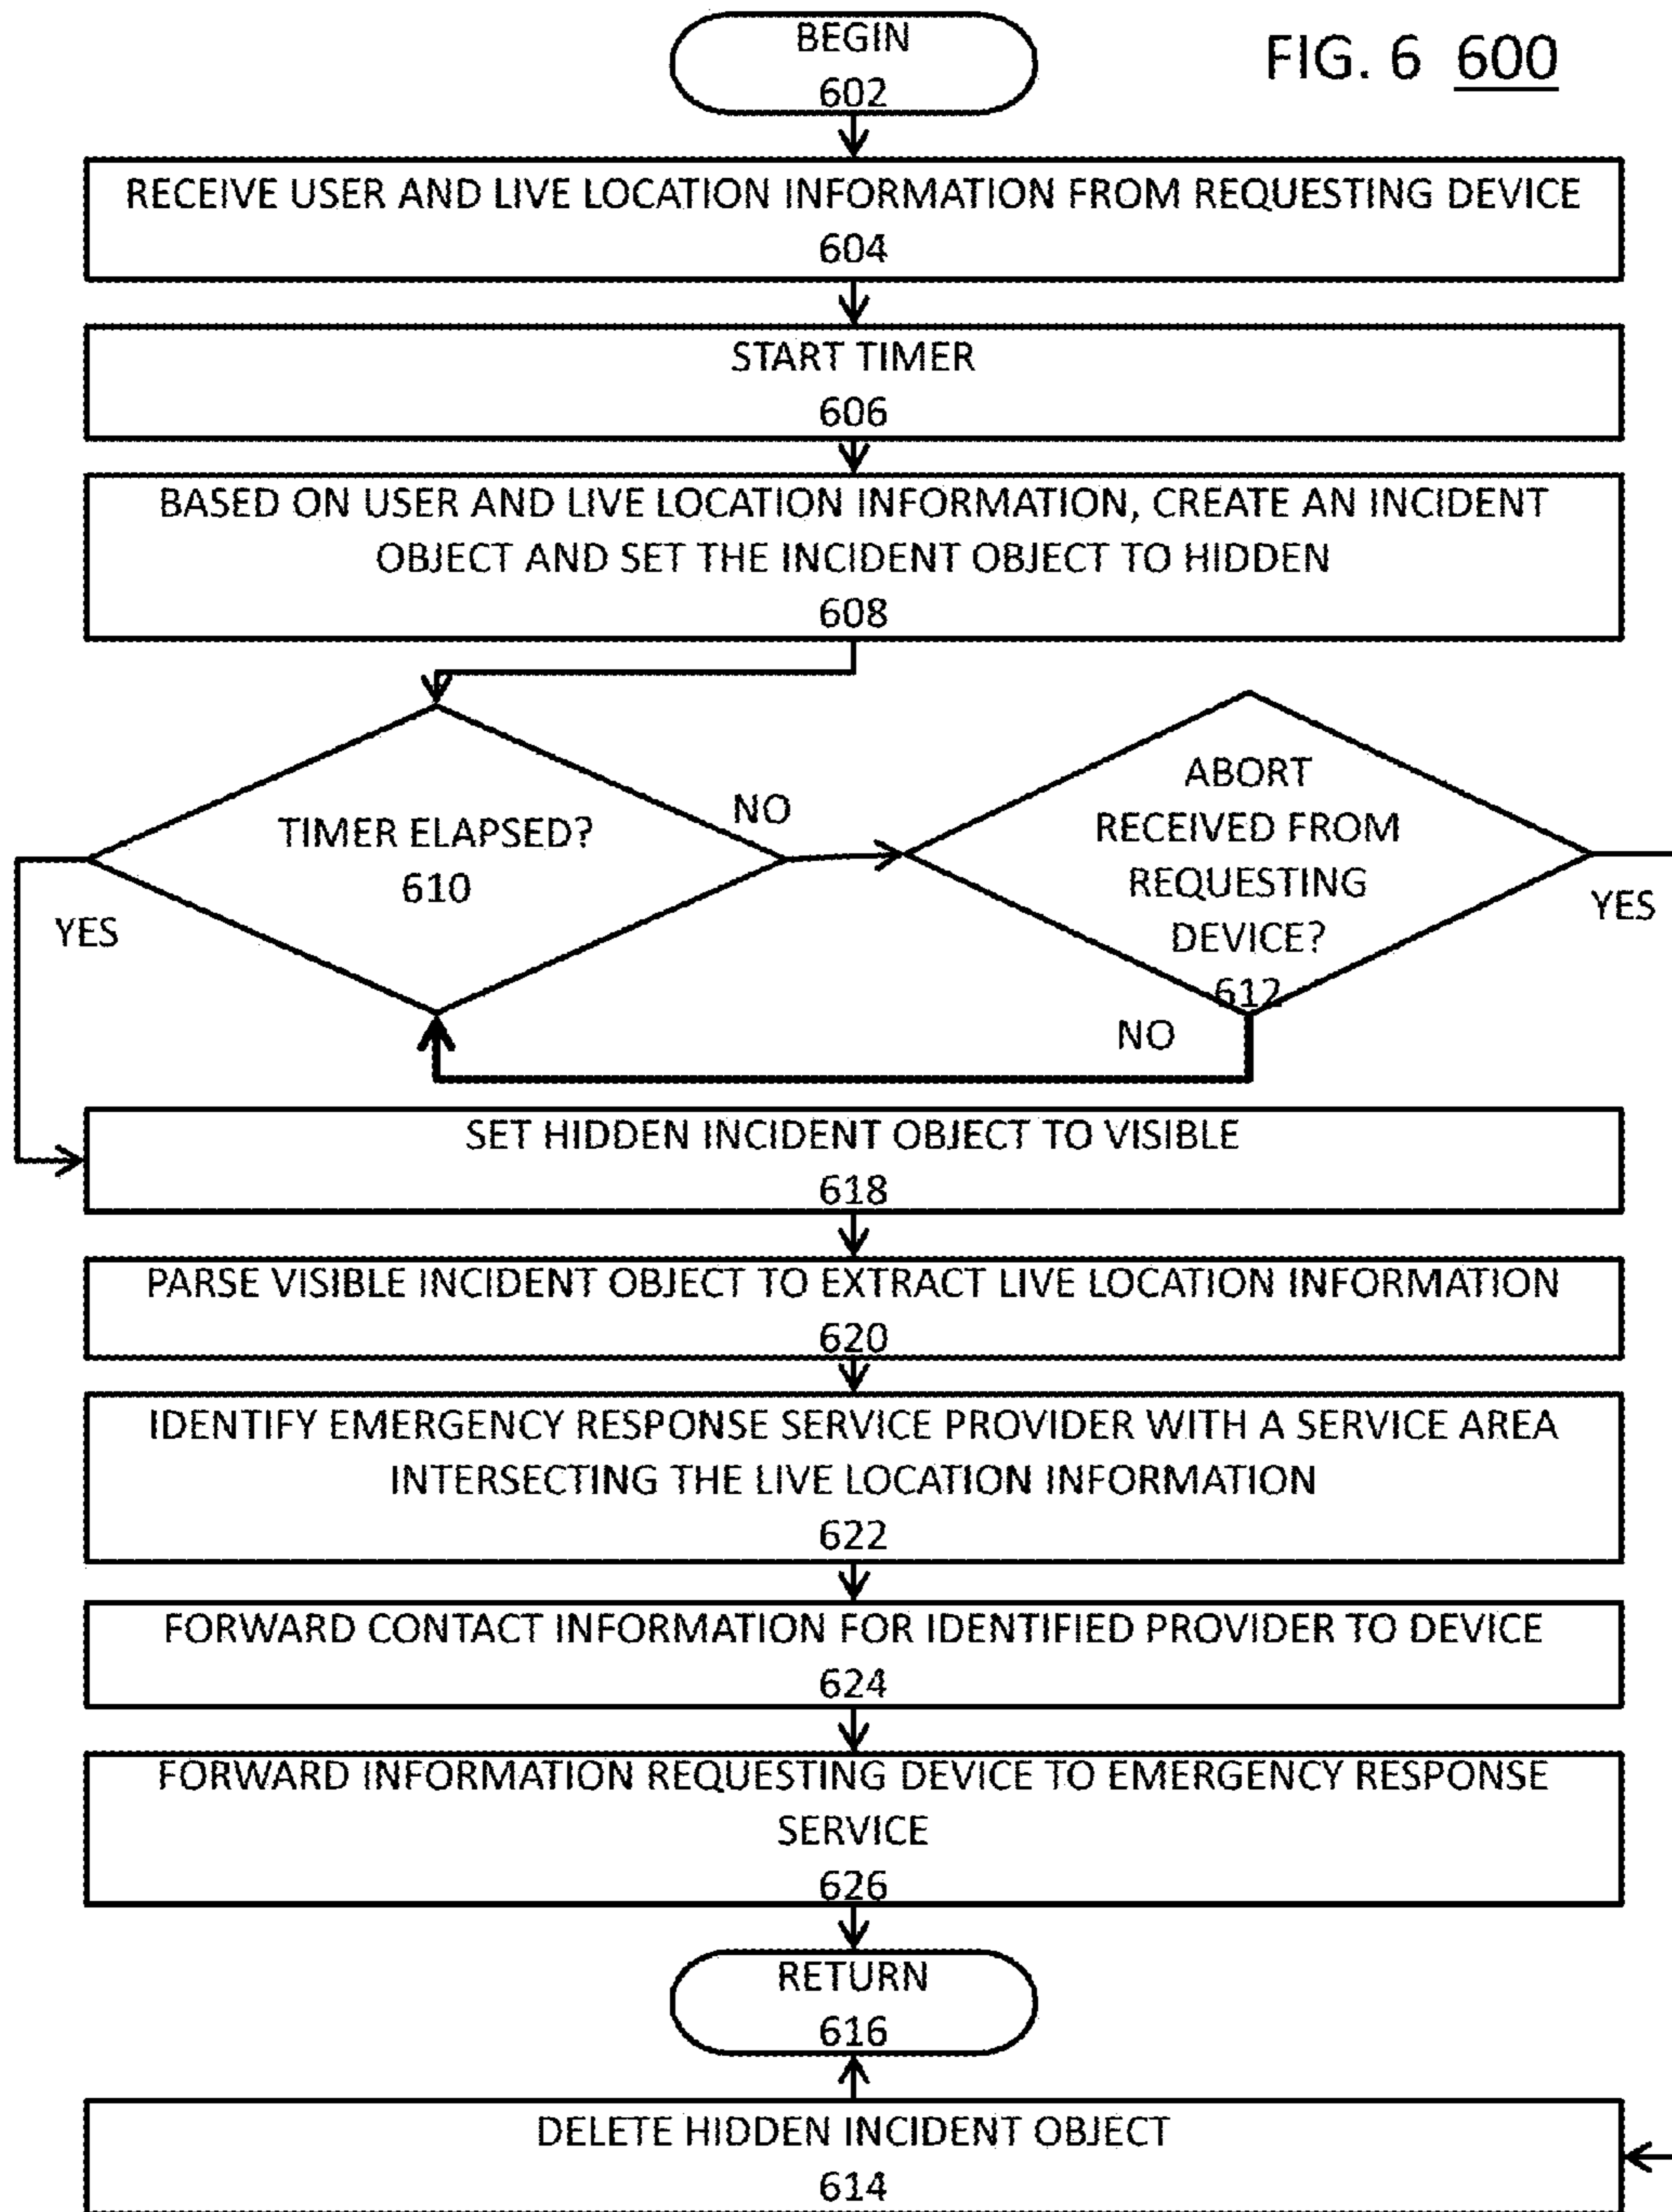 BEGIN
602
FIG. 6 600
RECEIVE USER AND LIVE LOCATION INFORMATION FROM REQUESTING DEVICE
604
START TIMER
606
BASED ON USER AND LIVE LOCATION INFORMATION, CREATE AN INCIDENT
OBJECT AND SET THE INCIDENT OBJECT TO HIDDEN
608
TIMER ELAPSED?
610
NO
YES
ABORT
RECEIVED FROM
REQUESTING
DEVICE?
612
YES
NO
SET HIDDEN INCIDENT OBJECT TO VISIBLE
618
PARSE VISIBLE INCIDENT OBJECT TO EXTRACT LIVE LOCATION INFORMATION
620
IDENTIFY EMERGENCY RESPONSE SERVICE PROVIDER WITH A SERVICE AREA
INTERSECTING THE LIVE LOCATION INFORMATION
622
FORWARD CONTACT INFORMATION FOR IDENTIFIED PROVIDER TO DEVICE
624
FORWARD INFORMATION REQUESTING DEVICE TO EMERGENCY RESPONSE
SERVICE
626
RETURN
616
DELETE HIDDEN INCIDENT OBJECT
614